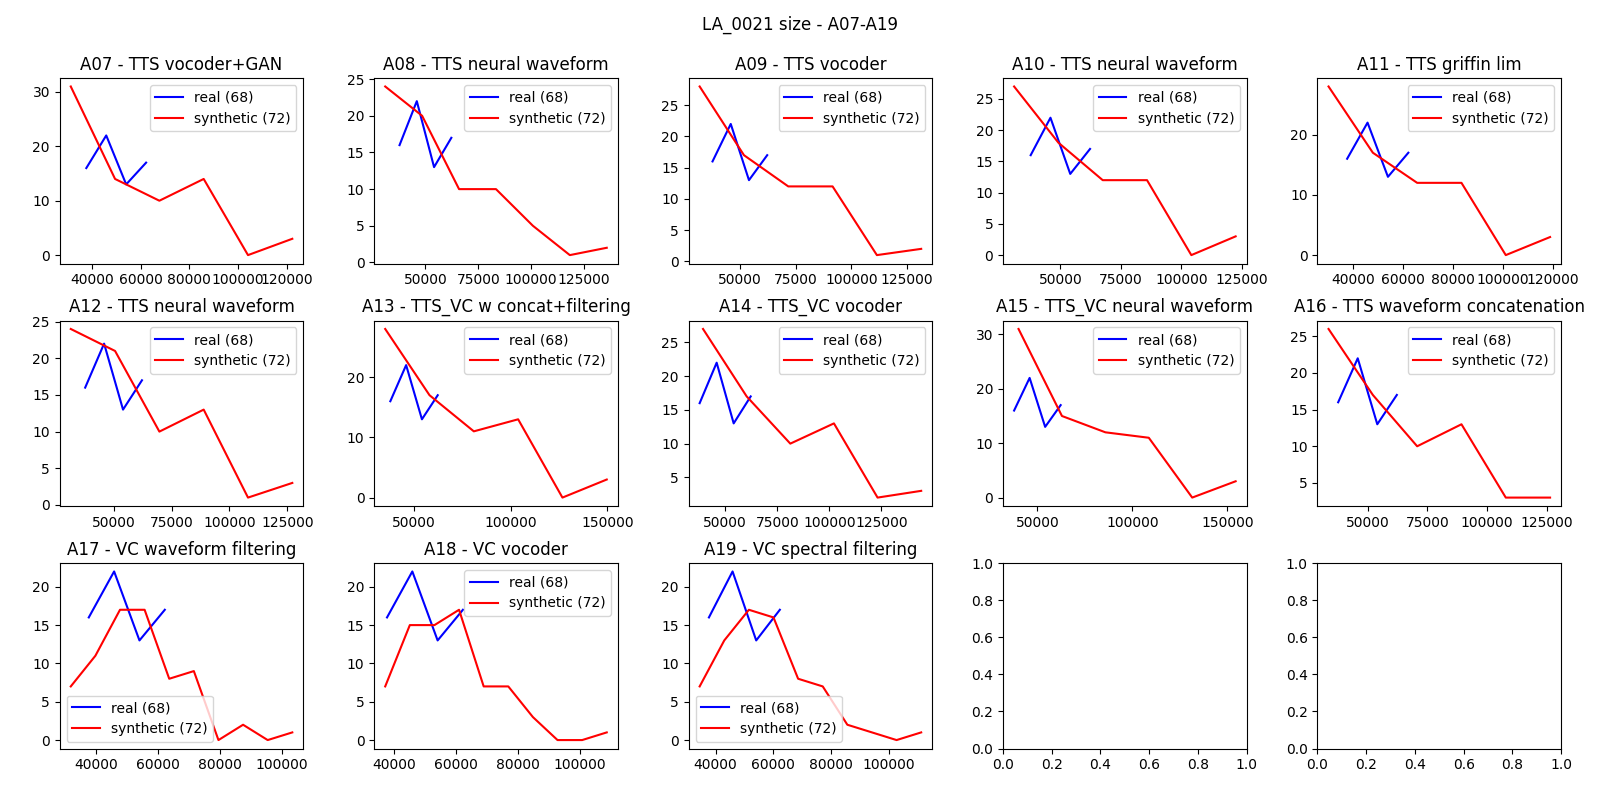 LA_0021 size - A07-A19
A07 - TTS vocoder+GAN
A08 - TTS neural waveform
A09 - TTS vocoder
A10 - TTS neural waveform
A11 - TTS griffin lim
real (68)
synthetic (72)
30
20
10
0
40000 60000 80000 100000 120000
real (68)
synthetic (72)
25
20
15
10
5
0
50000 75000 100000 125000
real (68)
synthetic (72)
25
20
15
10
5
0
50000 75000 100000 125000
real (68)
synthetic (72)
25
20
15
10
5
0
50000 75000 100000 125000
real (68)
synthetic (72)
20
10
0
40000 60000 80000 100000 120000
A12 - TTS neural waveform
A13 - TTS_VC w concat+filtering
A14 - TTS_VC vocoder
A15 - TTS_VC neural waveform
A16 - TTS waveform concatenation
real (68)
synthetic (72)
25
20
15
10
5
0
50000 75000 100000 125000
real (68)
synthetic (72)
20
10
0
50000 100000 150000
real (68)
synthetic (72)
25
20
15
10
5
50000 75000 100000 125000
real (68)
synthetic (72)
30
20
10
0
50000 100000 150000
real (68)
synthetic (72)
25
20
15
10
5
50000 75000 100000 125000
A17 - VC waveform filtering
A18 - VC vocoder
A19 - VC spectral filtering
20
15
10
5
0
real (68)
synthetic (72)
40000 60000 80000 100000
real (68)
synthetic (72)
20
15
10
5
0
40000 60000 80000 100000
20
15
10
5
0
real (68)
synthetic (72)
40000 60000 80000 100000
1.0
0.8
0.6
0.4
0.2
0.0
0.0 0.2 0.4 0.6 0.8 1.0
1.0
0.8
0.6
0.4
0.2
0.0
0.0 0.2 0.4 0.6 0.8 1.0